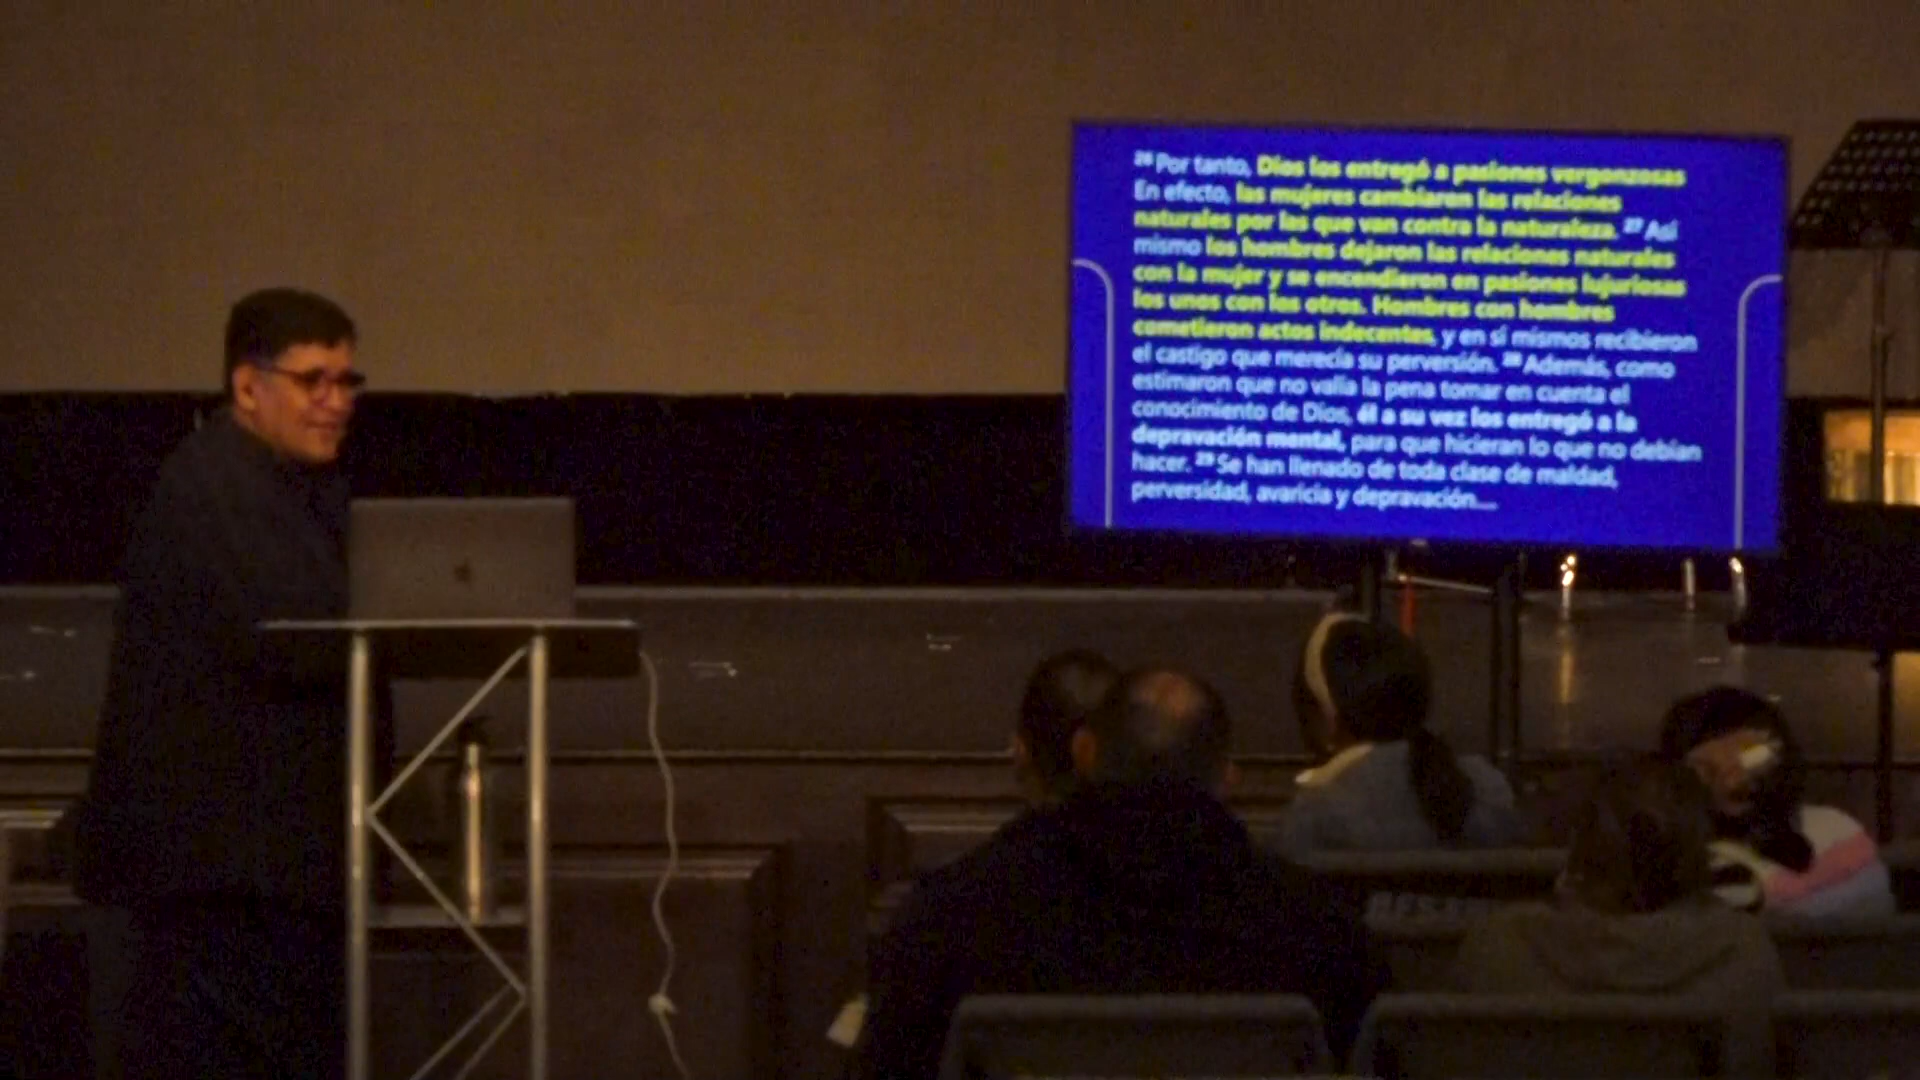 26 Por tanto, Dios los entregó a pasiones vergonzosas
En efecto, las mujeres cambiaron las relaciones
naturales por las que van contra la naturaleza. 27 Así
mismo los hombres dejaron las relaciones naturales
con la mujer y se encendieron en pasiones lujuriosas
los unos con los otros. Hombres con hombres
cometieron actos indecentes, y en sí mismos recibieron
el castigo que merecía su perversión. 28 Además, como
estimaron que no valía la pena tomar en cuenta el
conocimiento de Dios, él a su vez los entregó a la
depravación mental, para que hicieran lo que no debían
hacer. 29 Se han llenado de toda clase de maldad,
perversidad, avaricia y depravación....